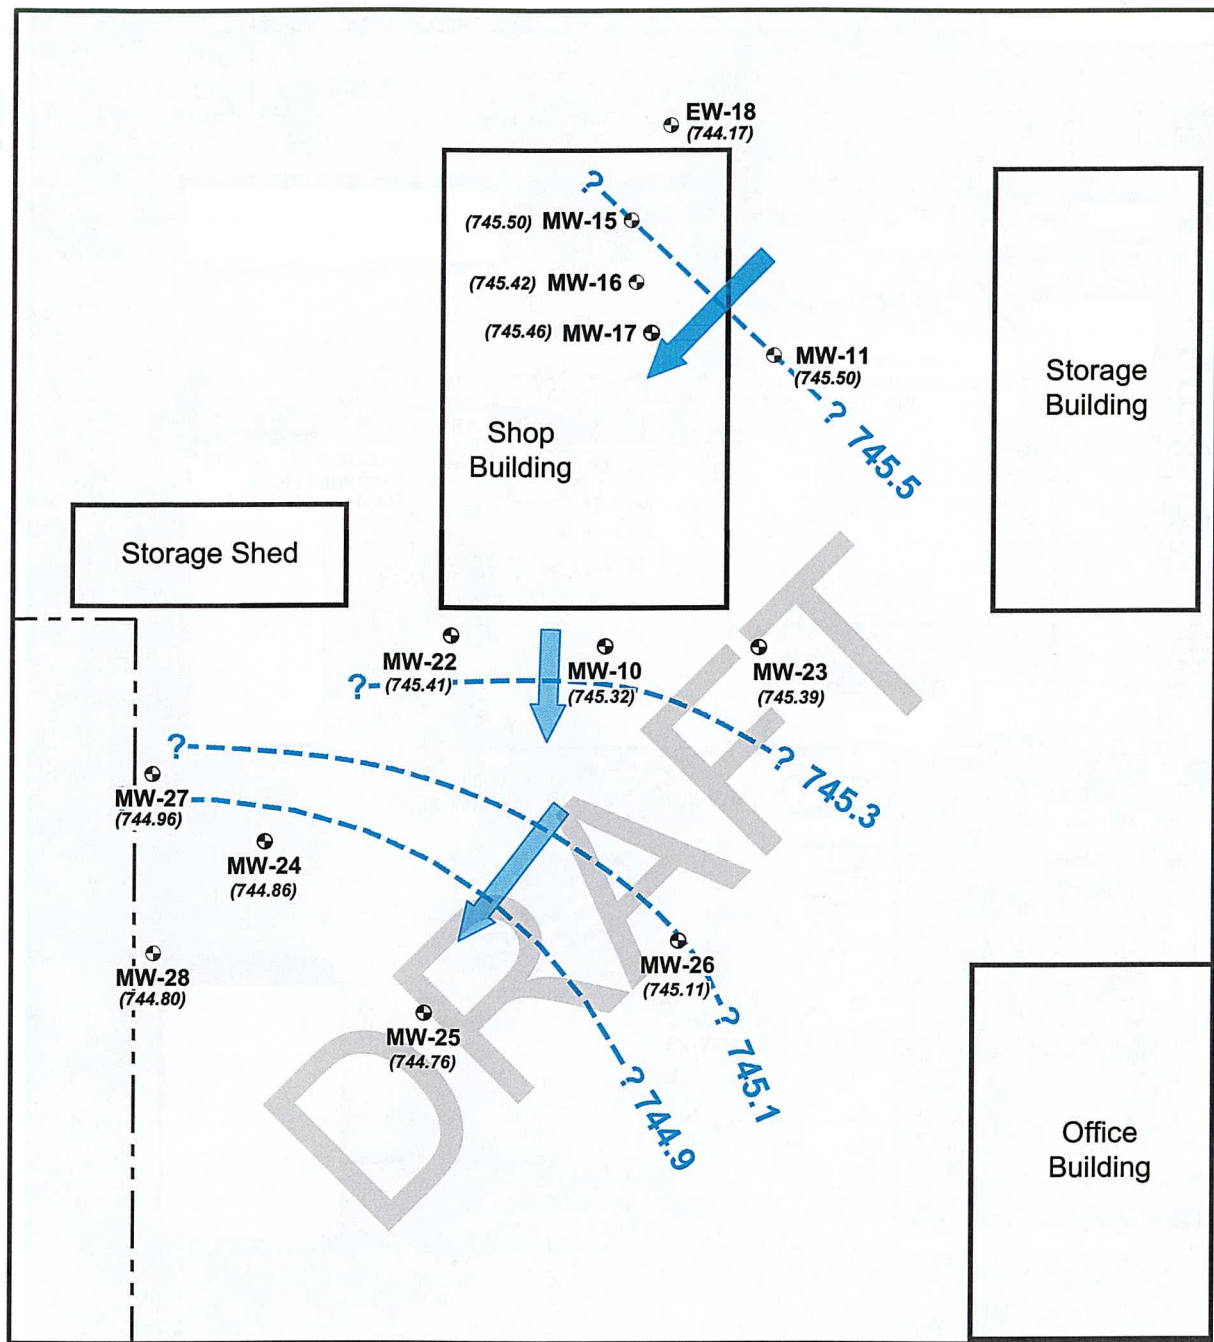 EW-18
(744.17)
?
(745.50) MW-15
(745.42) MW-16
(745.46) MW-17
MW-11
(745.50)
? 745.5
Storage
Building
Shop
Building
Storage Shed
MW-22
(745.41)
MW-10
(745.32)
MW-23
(745.39)
?
? 745.3
?
MW-27
(744.96)
MW-24
(744.86)
MW-28
(744.80)
MW-26
(745.11)
MW-25
(744.76)
? 745.1
? 744.9
DRAFT
Office
Building